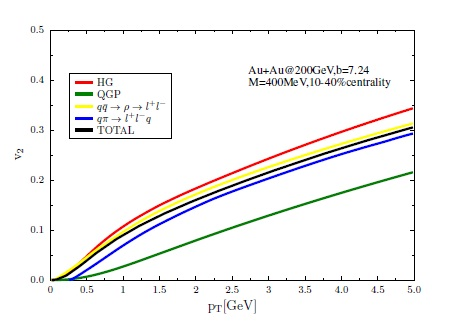 0.5
0.4
0.3
0.2
0.1
0.0
v2
Au+Au@200GeV,b=7.24
M=400MeV,10-40%centrality
HG
QGP
qq̄ → ρ → l⁺l⁻
qπ → l⁺l⁻q
TOTAL
0 0.5 1 1.5 2 2.5 3.0 3.5 4.0 4.5 5.0
pT[GeV]